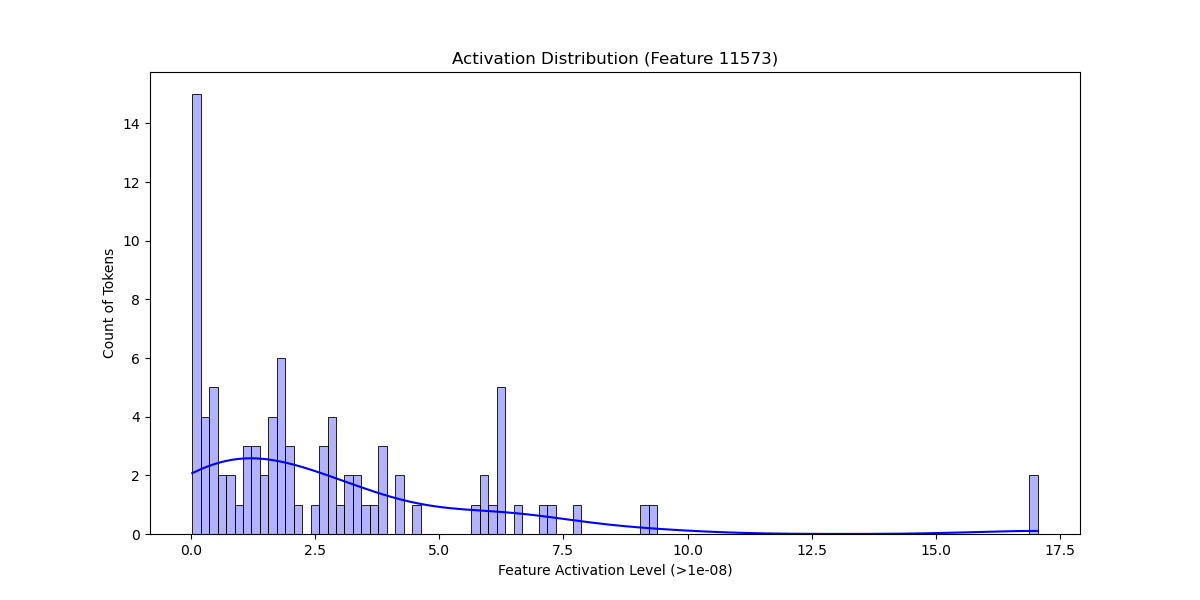 Activation Distribution (Feature 11573)
Count of Tokens
14
12
10
8
6
4
2
0
0.0 2.5 5.0 7.5 10.0 12.5 15.0 17.5
Feature Activation Level (>1e-08)